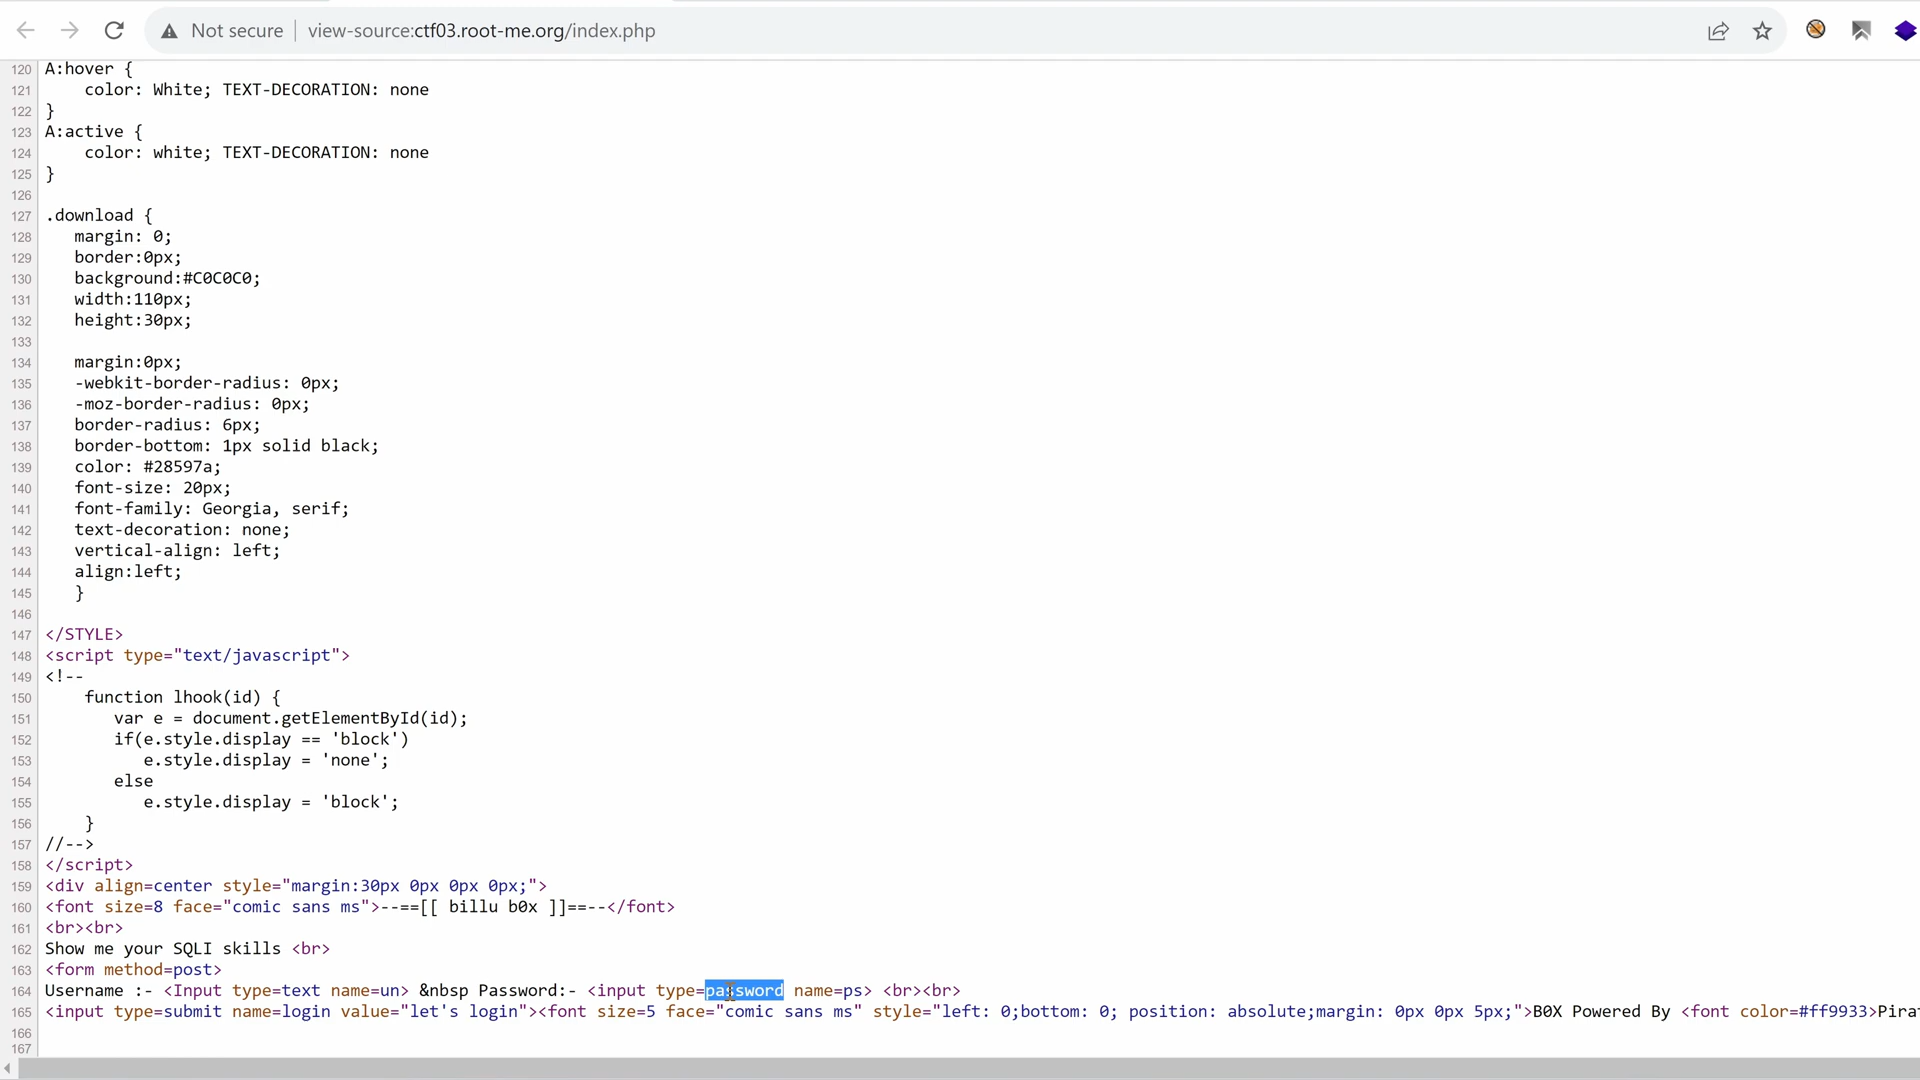 Not secure view-source:ctf03.root-me.org/index.php
120 A:hover {
121 color: White; TEXT-DECORATION: none
122 }
123 A:active {
124 color: white; TEXT-DECORATION: none
125 }
126
127 .download {
128 margin: 0;
129 border:0px;
130 background:#C0C0C0;
131 width:110px;
132 height:30px;
133
134 margin:0px;
135 -webkit-border-radius: 0px;
136 -moz-border-radius: 0px;
137 border-radius: 6px;
138 border-bottom: 1px solid black;
139 color: #28597a;
140 font-size: 20px;
141 font-family: Georgia, serif;
142 text-decoration: none;
143 vertical-align: left;
144 align:left;
145 }
146
147 </STYLE>
148 <script type="text/javascript">
149 <!--
150 function lhook(id) {
151 var e = document.getElementById(id);
152 if(e.style.display == 'block')
153 e.style.display = 'none';
154 else
155 e.style.display = 'block';
156 }
157 //-->
158 </script>
159 <div align=center style="margin:30px 0px 0px 0px;">
160 <font size=8 face="comic sans ms">--==[[ billu b0x ]]==--</font>
161 <br><br>
162 Show me your SQLI skills <br>
163 <form method=post>
164 Username :- <Input type=text name=un> &nbsp Password:- <input type=password name=ps> <br><br>
165 <input type=submit name=login value="let's login"><font size=5 face="comic sans ms" style="left: 0;bottom: 0; position: absolute;margin: 0px 0px 5px;">B0X Powered By <font color=#ff9933>Pirat
166
167